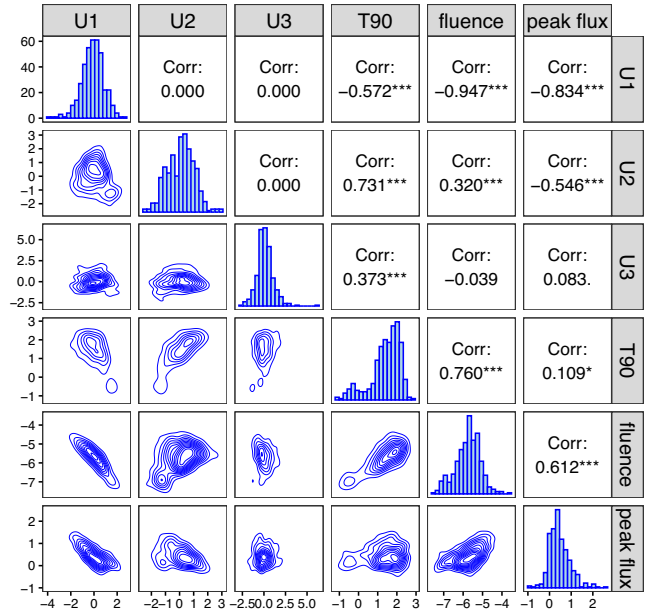 U1 U2 U3 T90 fluence peak flux
60
40
20
0
Corr:
0.000
Corr:
0.000
Corr:
−0.572***
Corr:
−0.947***
Corr:
−0.834***
U1
3
2
1
0
−1
−2
Corr:
0.000
Corr:
0.731***
Corr:
0.320***
Corr:
−0.546***
U2
5.0
2.5
0.0
−2.5
Corr:
0.373***
Corr:
−0.039
Corr:
0.083.
U3
3
2
1
0
−1
Corr:
0.760***
Corr:
0.109*
T90
−4
−5
−6
−7
Corr:
0.612***
fluence
2
1
0
−1
peak flux
−4 −2 0 2 −2 −1 0 1 2 3 −2.50.0 2.5 5.0 −1 0 1 2 3 −7 −6 −5 −4 −1 0 1 2